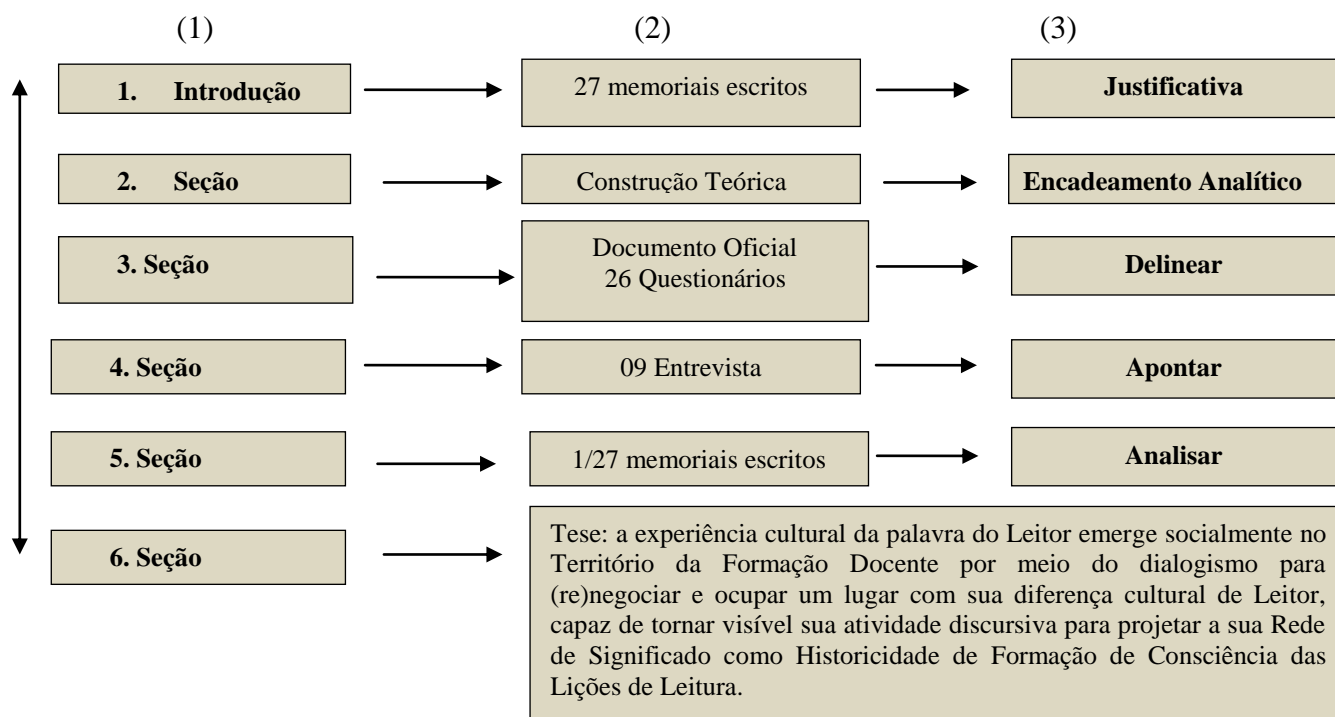 (1) (2) (3)
1. Introdução 27 memoriais escritos Justificativa
2. Seção Construção Teórica Encadeamento Analítico
3. Seção Documento Oficial
26 Questionários Delinear
4. Seção 09 Entrevista Apontar
5. Seção 1/27 memoriais escritos Analisar
6. Seção
Tese: a experiência cultural da palavra do Leitor emerge socialmente no
Território da Formação Docente por meio do dialogismo para
(re)negociar e ocupar um lugar com sua diferença cultural de Leitor,
capaz de tornar visível sua atividade discursiva para projetar a sua Rede
de Significado como Historicidade de Formação de Consciência das
Lições de Leitura.